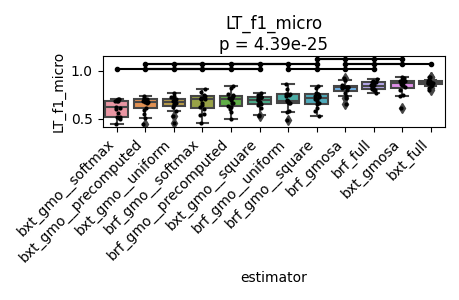 LT_f1_micro
p = 4.39e-25
LT_f1_micro
1.0
0.5
bxt_gmo__softmax
bxt_gmo__precomputed
bxt_gmo__uniform
brf_gmo__softmax
brf_gmo__precomputed
bxt_gmo__square
brf_gmo__uniform
brf_gmo__square
brf_gmosa
brf_full
bxt_gmosa
bxt_full
estimator